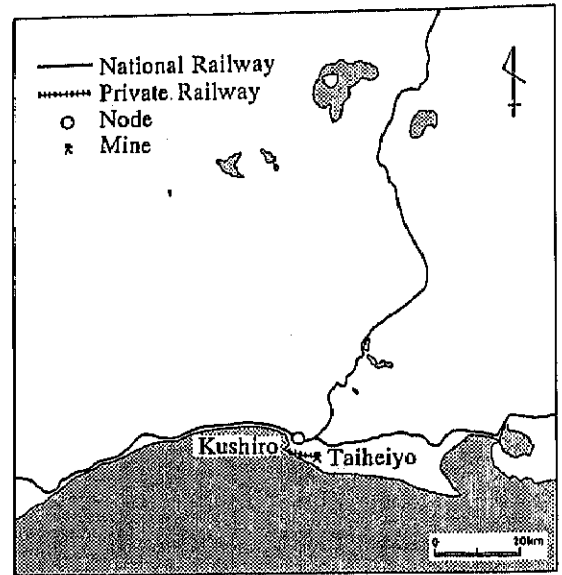 National Railway
Private Railway
Node
Mine
Kushiro
Taiheiyo
0 20km